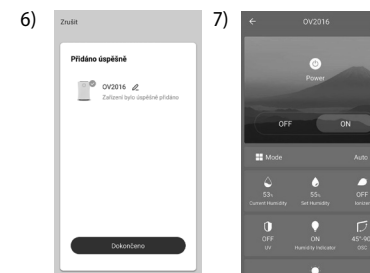 6)
Zrušit
Přidáno úspěšně
OV2016
Zařízení bylo úspěšně přidáno
Dokončeno
7)
OV2016
Power
OFF ON
Mode Auto
53% 55% OFF
Current Humidity Set Humidity Ionizer
OFF ON 45°-90
UV Humidity Indicator OSC